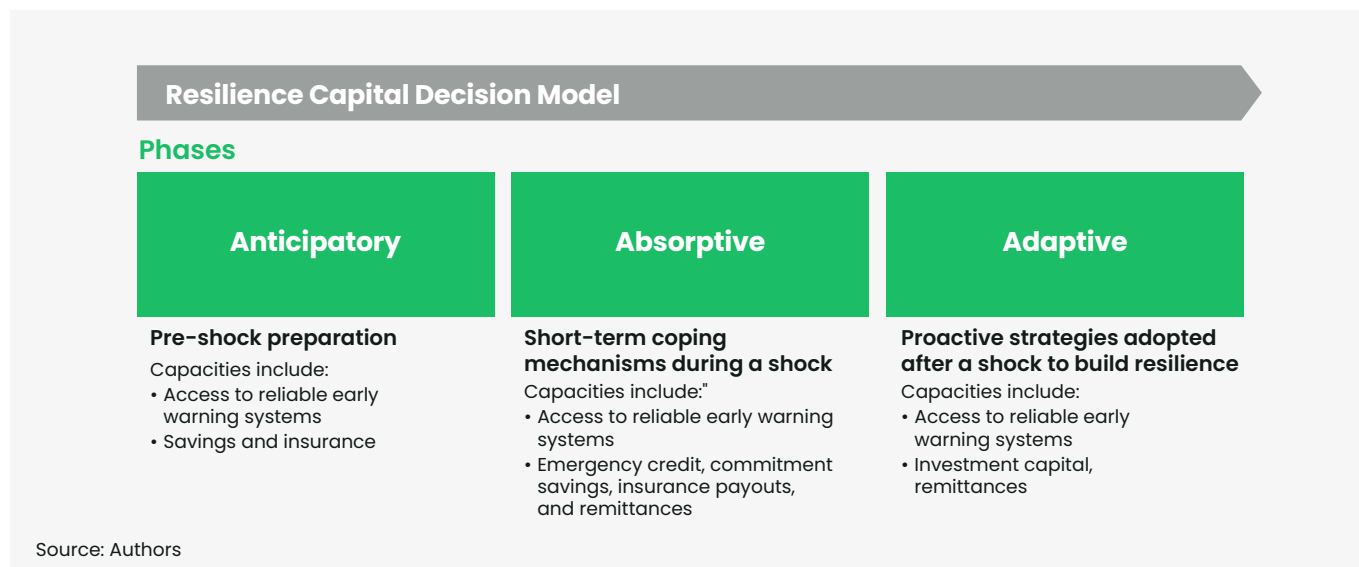 Resilience Capital Decision Model
Phases
Anticipatory
Pre-shock preparation
Capacities include:
• Access to reliable early
warning systems
• Savings and insurance
Absorptive
Short-term coping
mechanisms during a shock
Capacities include:"
• Access to reliable early warning
systems
• Emergency credit, commitment
savings, insurance payouts,
and remittances
Adaptive
Proactive strategies adopted
after a shock to build resilience
Capacities include:
• Access to reliable early
warning systems
• Investment capital,
remittances
Source: Authors